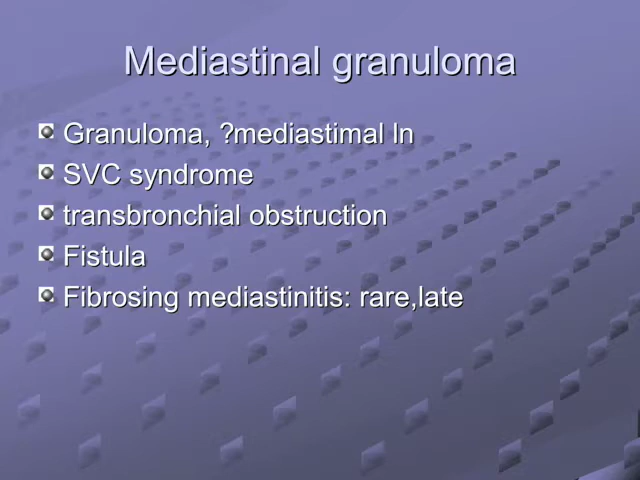 Mediastinal granuloma
Granuloma, ?mediastimal ln
SVC syndrome
transbronchial obstruction
Fistula
Fibrosing mediastinitis: rare,late